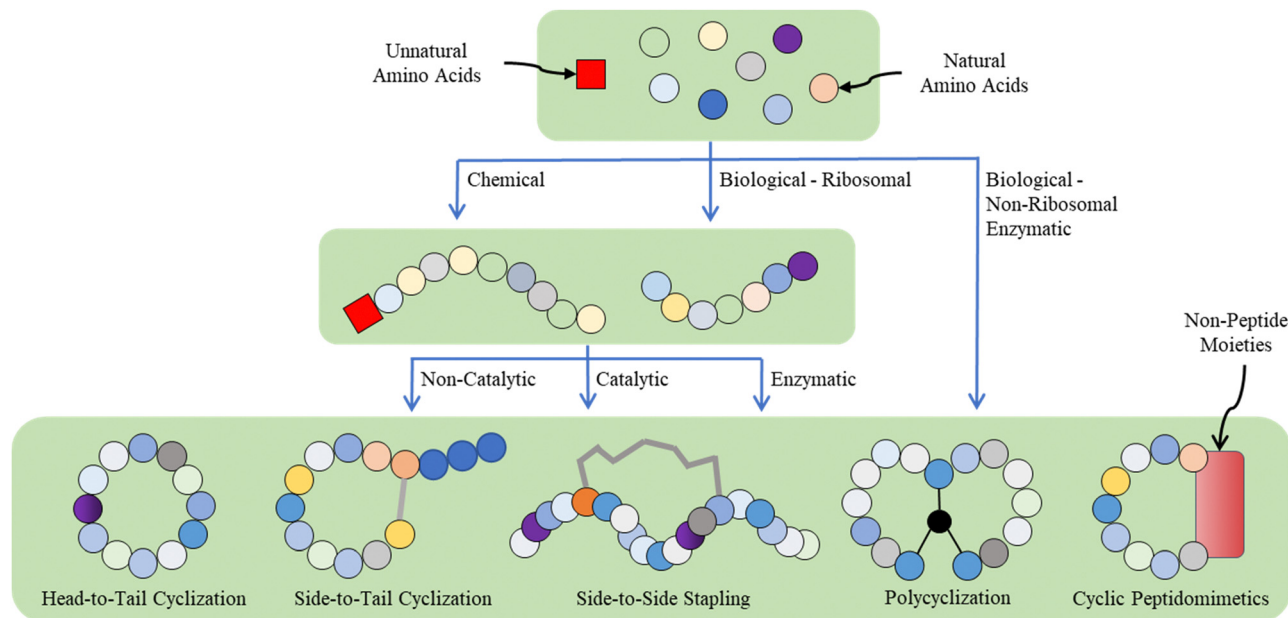 Unnatural
Amino Acids
Natural
Amino Acids
Chemical
Biological - Ribosomal
Biological -
Non-Ribosomal
Enzymatic
Non-Peptide
Moieties
Non-Catalytic
Catalytic
Enzymatic
Head-to-Tail Cyclization
Side-to-Tail Cyclization
Side-to-Side Stapling
Polycyclization
Cyclic Peptidomimetics